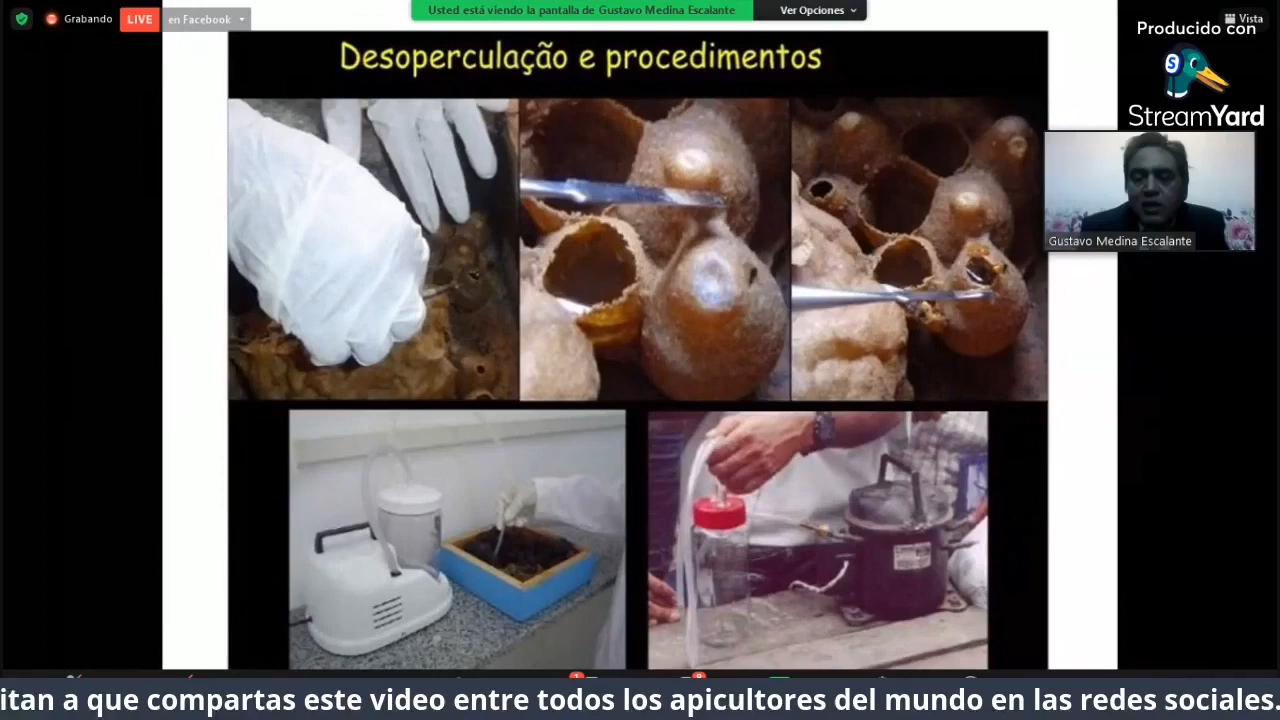 Grabando
LIVE
en Facebook
Usted está viendo la pantalla de Gustavo Medina Escalante
Ver Opciones
Vista
Producido con
S
StreamYard
Desoperculação e procedimentos
Gustavo Medina Escalante
itan a que compartas este video entre todos los apicultores del mundo en las redes sociales.